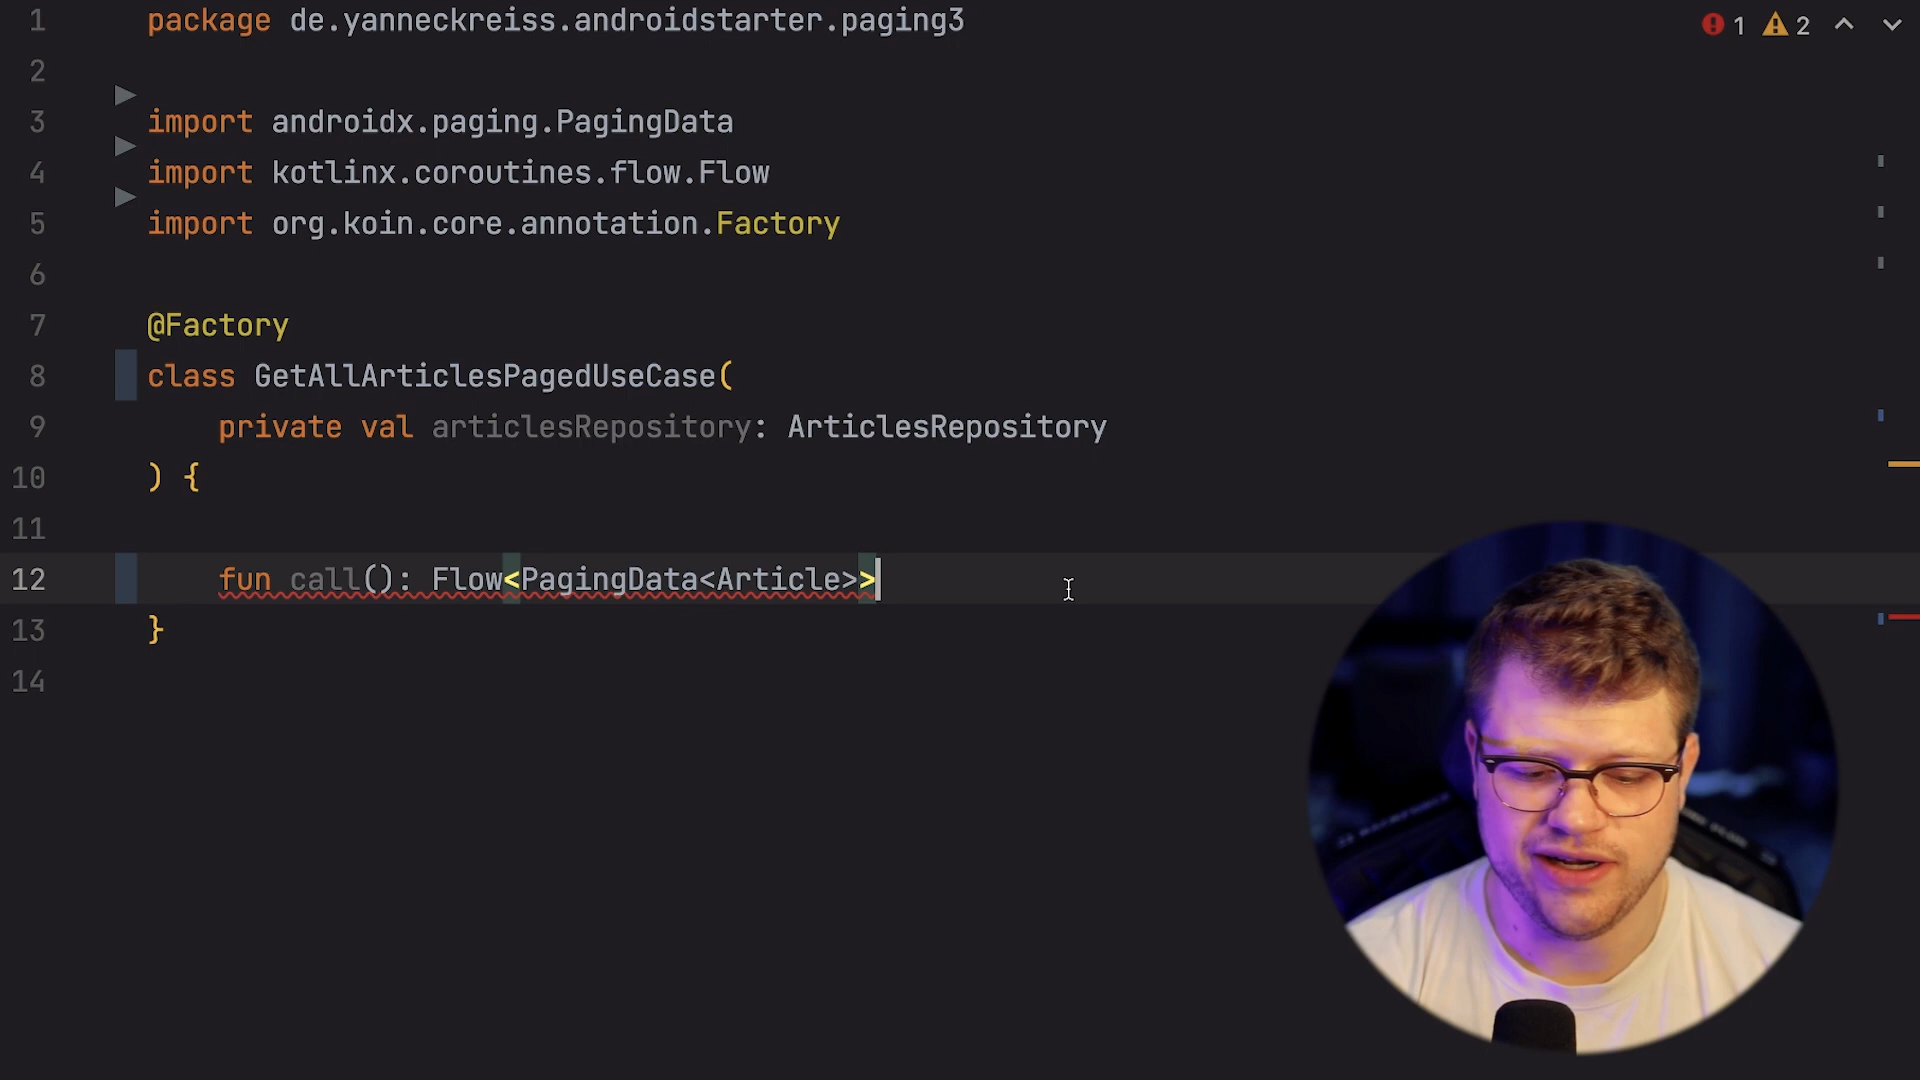 1 package de.yanneckreiss.androidstarter.paging3
1 2
2
3 import androidx.paging.PagingData
4 import kotlinx.coroutines.flow.Flow
5 import org.koin.core.annotation.Factory
6
7 @Factory
8 class GetAllArticlesPagedUseCase(
9 private val articlesRepository: ArticlesRepository
10 ) {
11
12 fun call(): Flow<PagingData<Article>>
13 }
14